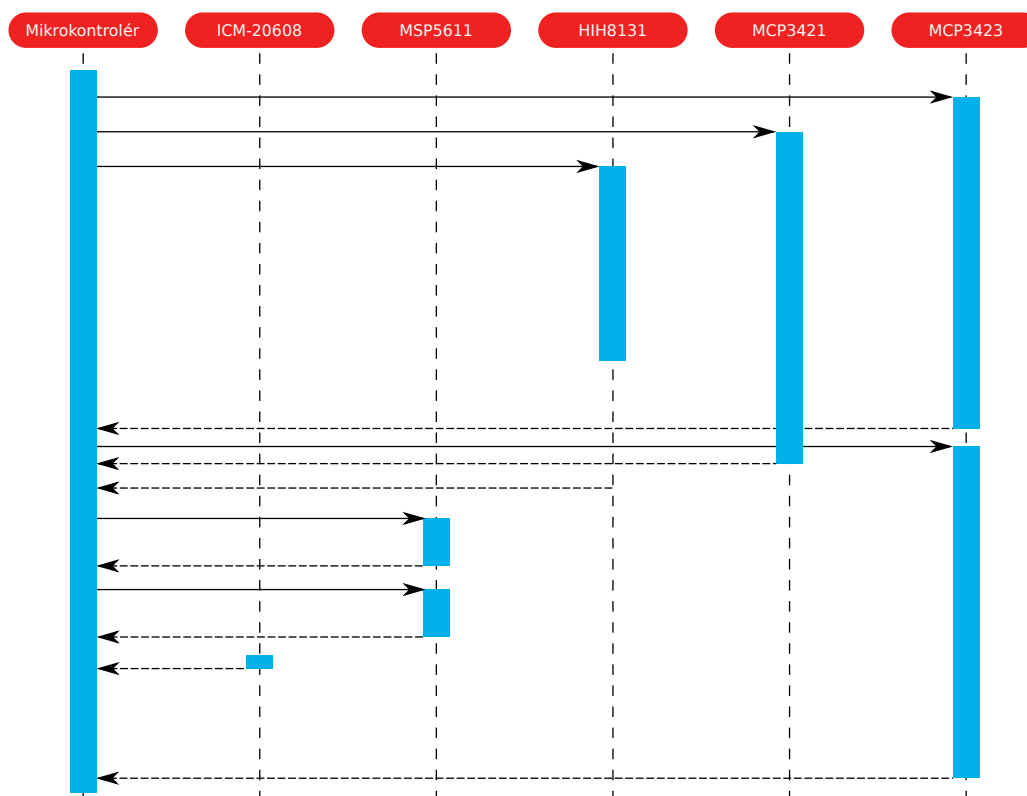 Mikrokontrolér
ICM-20608
MSP5611
HIH8131
MCP3421
MCP3423